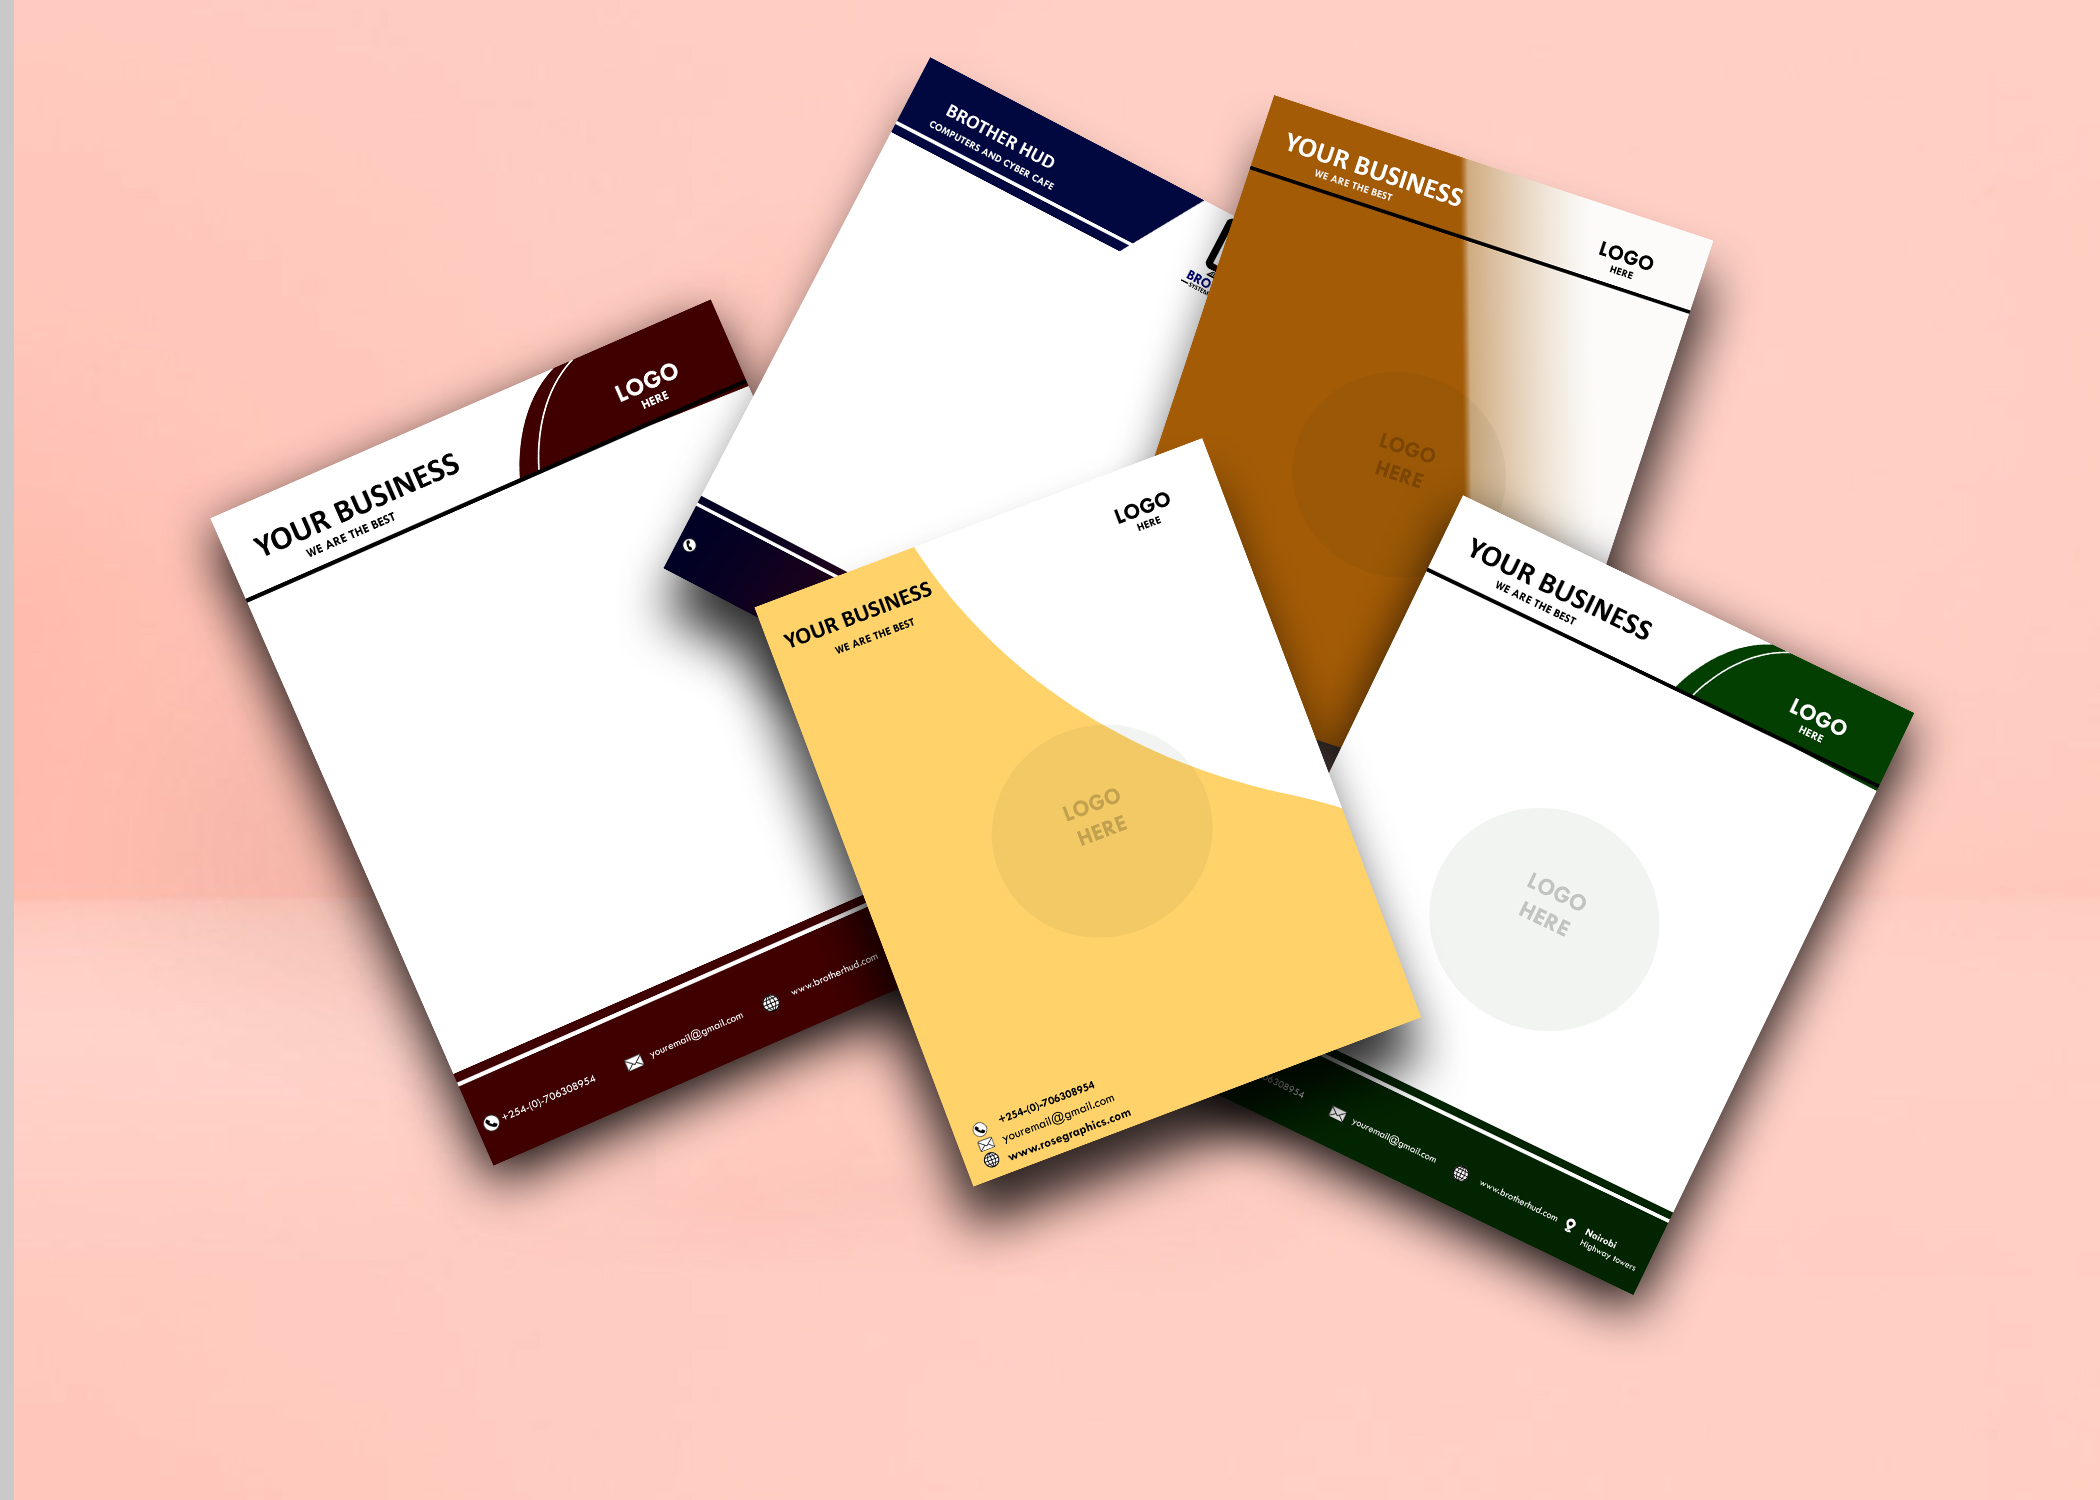 BROTHER HUD
COMPUTERS AND CYBER CAFE
BRO
SYSTEM
YOUR BUSINESS
WE ARE THE BEST
LOGO
HERE
LOGO
HERE
YOUR BUSINESS
WE ARE THE BEST
LOGO
HERE
+254-(0)-706308954
youremail@gmail.com
www.brotherhud.com
YOUR BUSINESS
WE ARE THE BEST
LOGO
HERE
LOGO
HERE
+254-(0)-706308954
youremail@gmail.com
www.rosegraphics.com
YOUR BUSINESS
WE ARE THE BEST
LOGO
HERE
LOGO
HERE
06308954
youremail@gmail.com
www.brotherhud.com
Nairobi
Highway towers